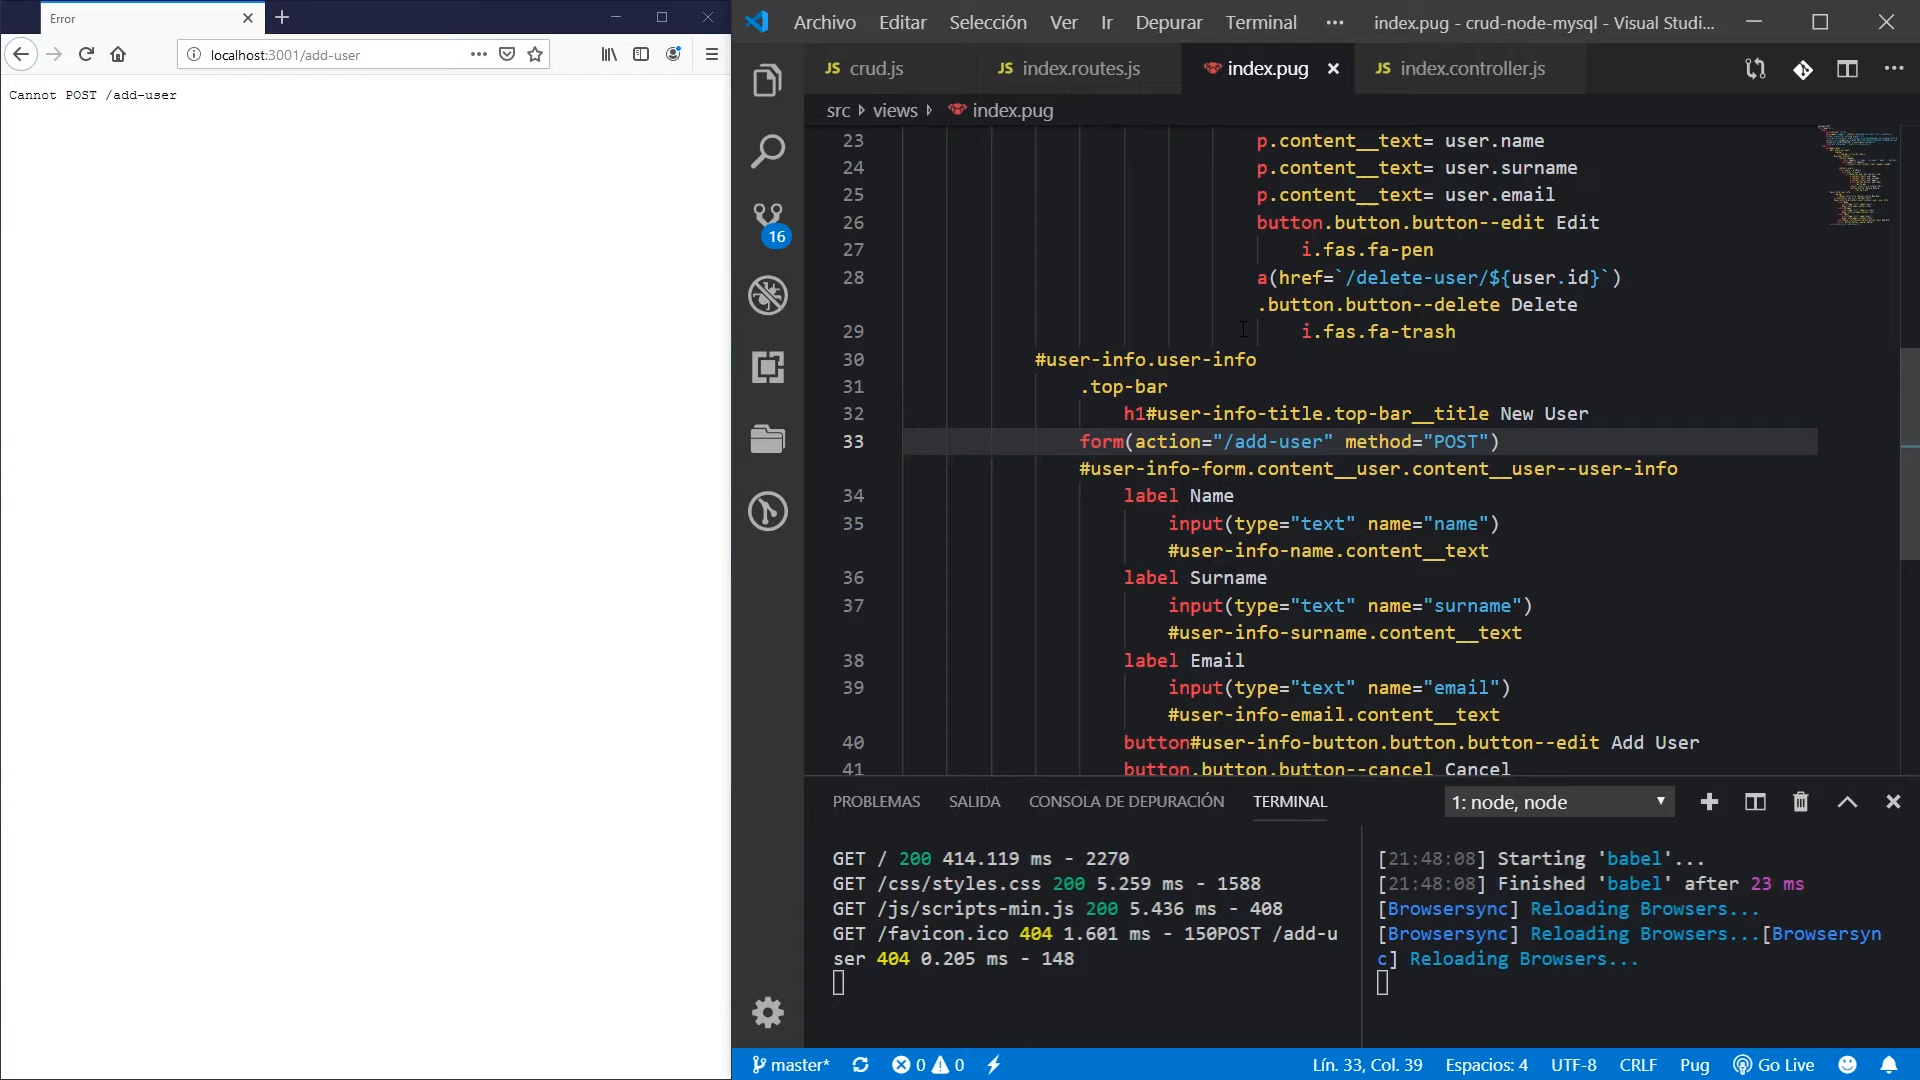 Error
localhost:3001/add-user
Cannot POST /add-user
Archivo Editar Selección Ver Ir Depurar Terminal ··· index.pug - crud-node-mysql - Visual Studi...
JS crud.js
JS index.routes.js
index.pug
JS index.controller.js
src views index.pug
16
23 p.content__text= user.name
24 p.content__text= user.surname
25 p.content__text= user.email
26 button.button.button--edit Edit
27 i.fas.fa-pen
28 a(href=`/delete-user/${user.id}`)
.button.button--delete Delete
29 i.fas.fa-trash
30 #user-info.user-info
31 .top-bar
32 h1#user-info-title.top-bar__title New User
33 form(action="/add-user" method="POST")
#user-info-form.content__user.content__user--user-info
34 label Name
35 input(type="text" name="name")
#user-info-name.content__text
36 label Surname
37 input(type="text" name="surname")
#user-info-surname.content__text
38 label Email
39 input(type="text" name="email")
#user-info-email.content__text
40 button#user-info-button.button.button--edit Add User
41 button.button.button--cancel Cancel
PROBLEMAS SALIDA CONSOLA DE DEPURACIÓN TERMINAL 1: node, node
GET / 200 414.119 ms - 2270
GET /css/styles.css 200 5.259 ms - 1588
GET /js/scripts-min.js 200 5.436 ms - 408
GET /favicon.ico 404 1.601 ms - 150POST /add-u
ser 404 0.205 ms - 148
[21:48:08] Starting 'babel'...
[21:48:08] Finished 'babel' after 23 ms
[Browsersync] Reloading Browsers...
[Browsersync] Reloading Browsers...[Browsersyn
c] Reloading Browsers...
master* 0 0 Lín. 33, Col. 39 Espacios: 4 UTF-8 CRLF Pug Go Live